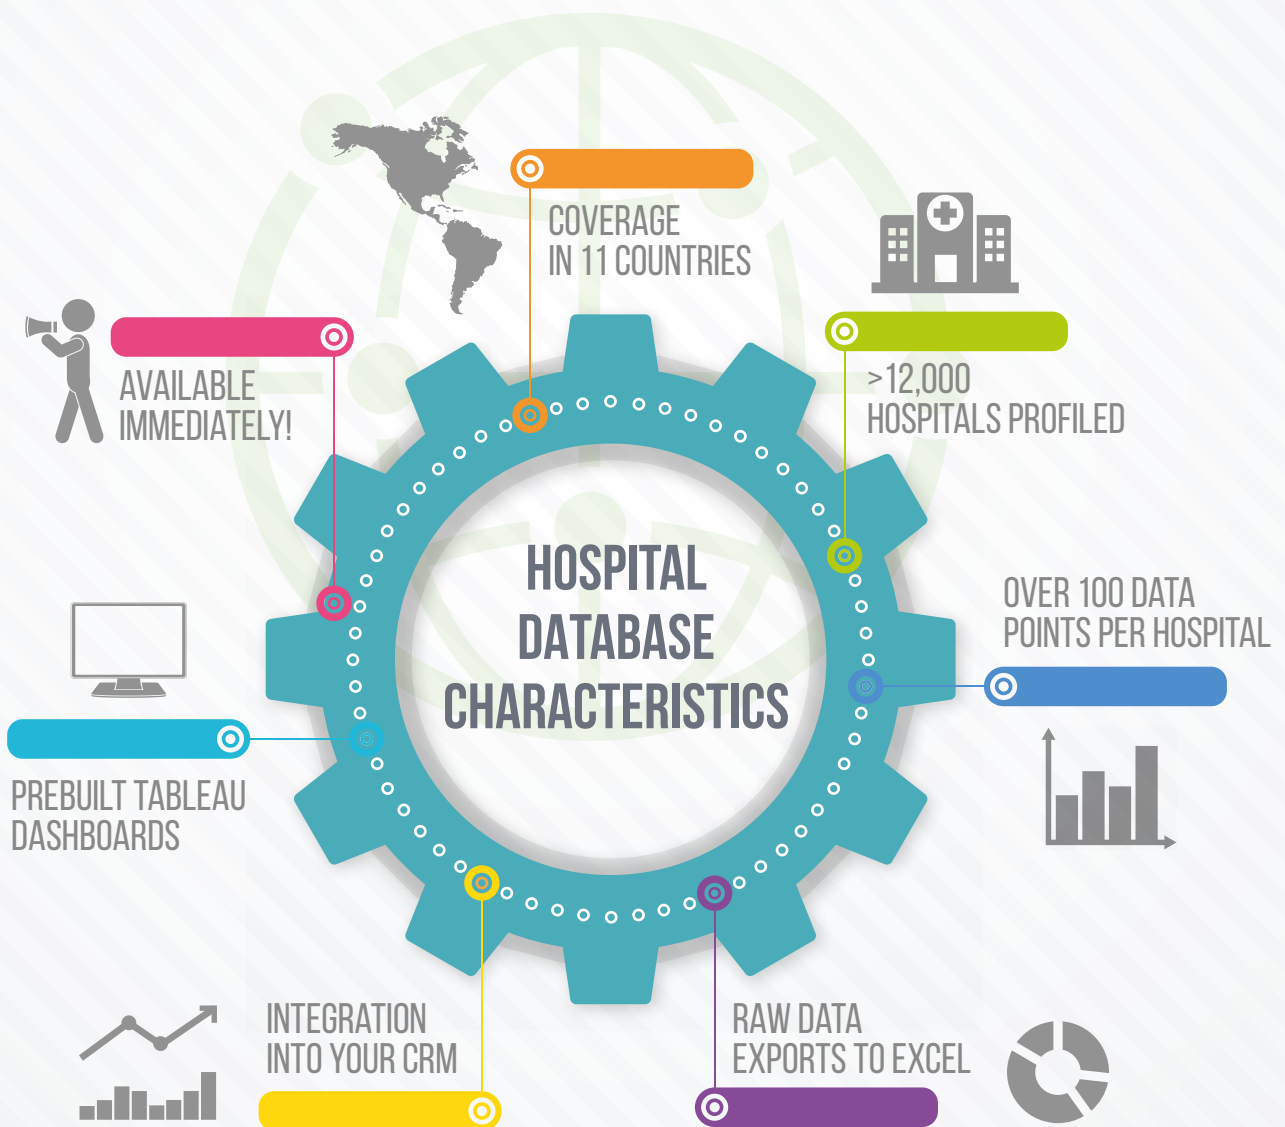 COVERAGE
IN 11 COUNTRIES
>12,000
HOSPITALS PROFILED
AVAILABLE
IMMEDIATELY!
HOSPITAL
DATABASE
CHARACTERISTICS
OVER 100 DATA
POINTS PER HOSPITAL
PREBUILT TABLEAU
DASHBOARDS
INTEGRATION
INTO YOUR CRM
RAW DATA
EXPORTS TO EXCEL